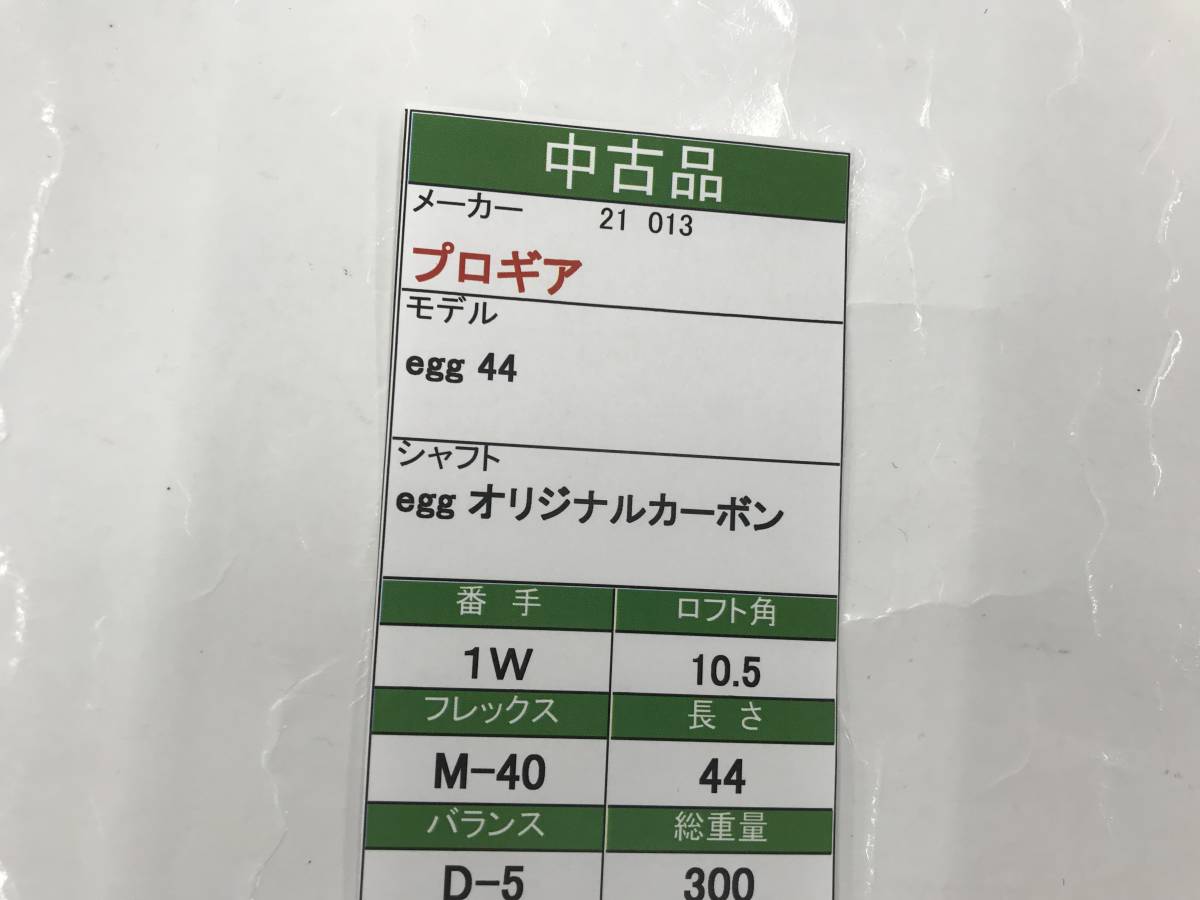 中古品
メーカー 21 013
プロギア
モデル
egg 44
シャフト
egg オリジナルカーボン
番 手 ロフト角
1W 10.5
フレックス 長 さ
M-40 44
バランス 総重量
D-5 300